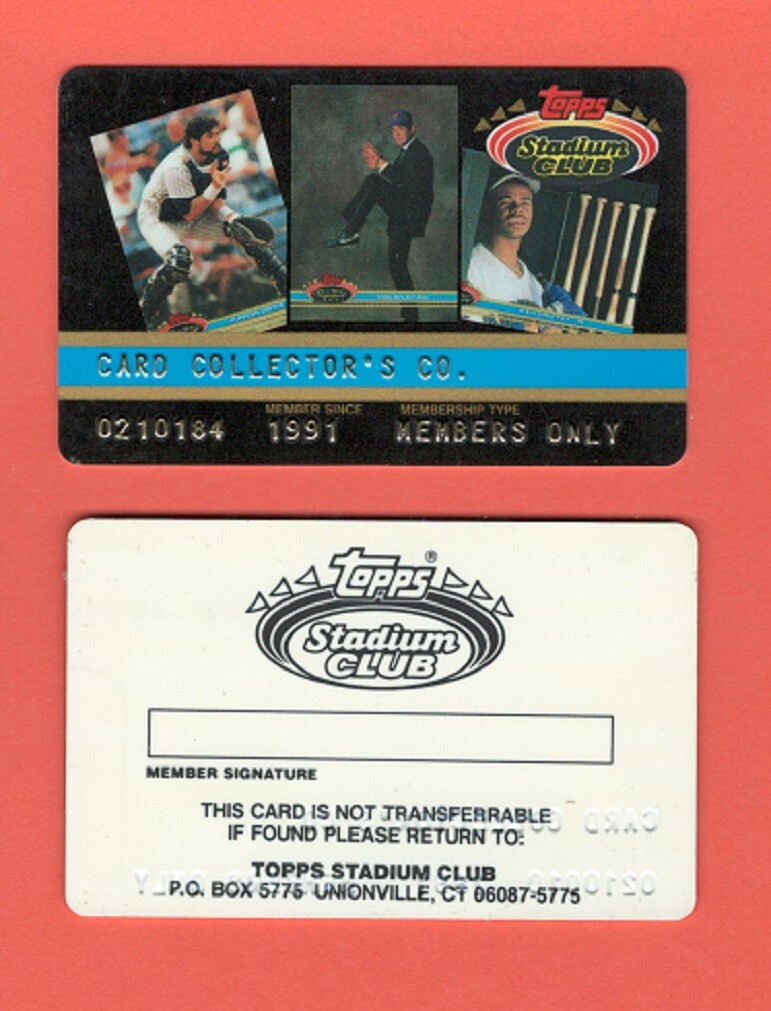 Topps
Stadium
CLUB
CARD COLLECTOR'S CO.
MEMBER SINCE MEMBERSHIP TYPE
0210184 1991 MEMBERS ONLY
Topps®
Stadium
CLUB
MEMBER SIGNATURE
THIS CARD IS NOT TRANSFERRABLE
IF FOUND PLEASE RETURN TO:
TOPPS STADIUM CLUB
P.O. BOX 5775 UNIONVILLE, CT 06087-5775